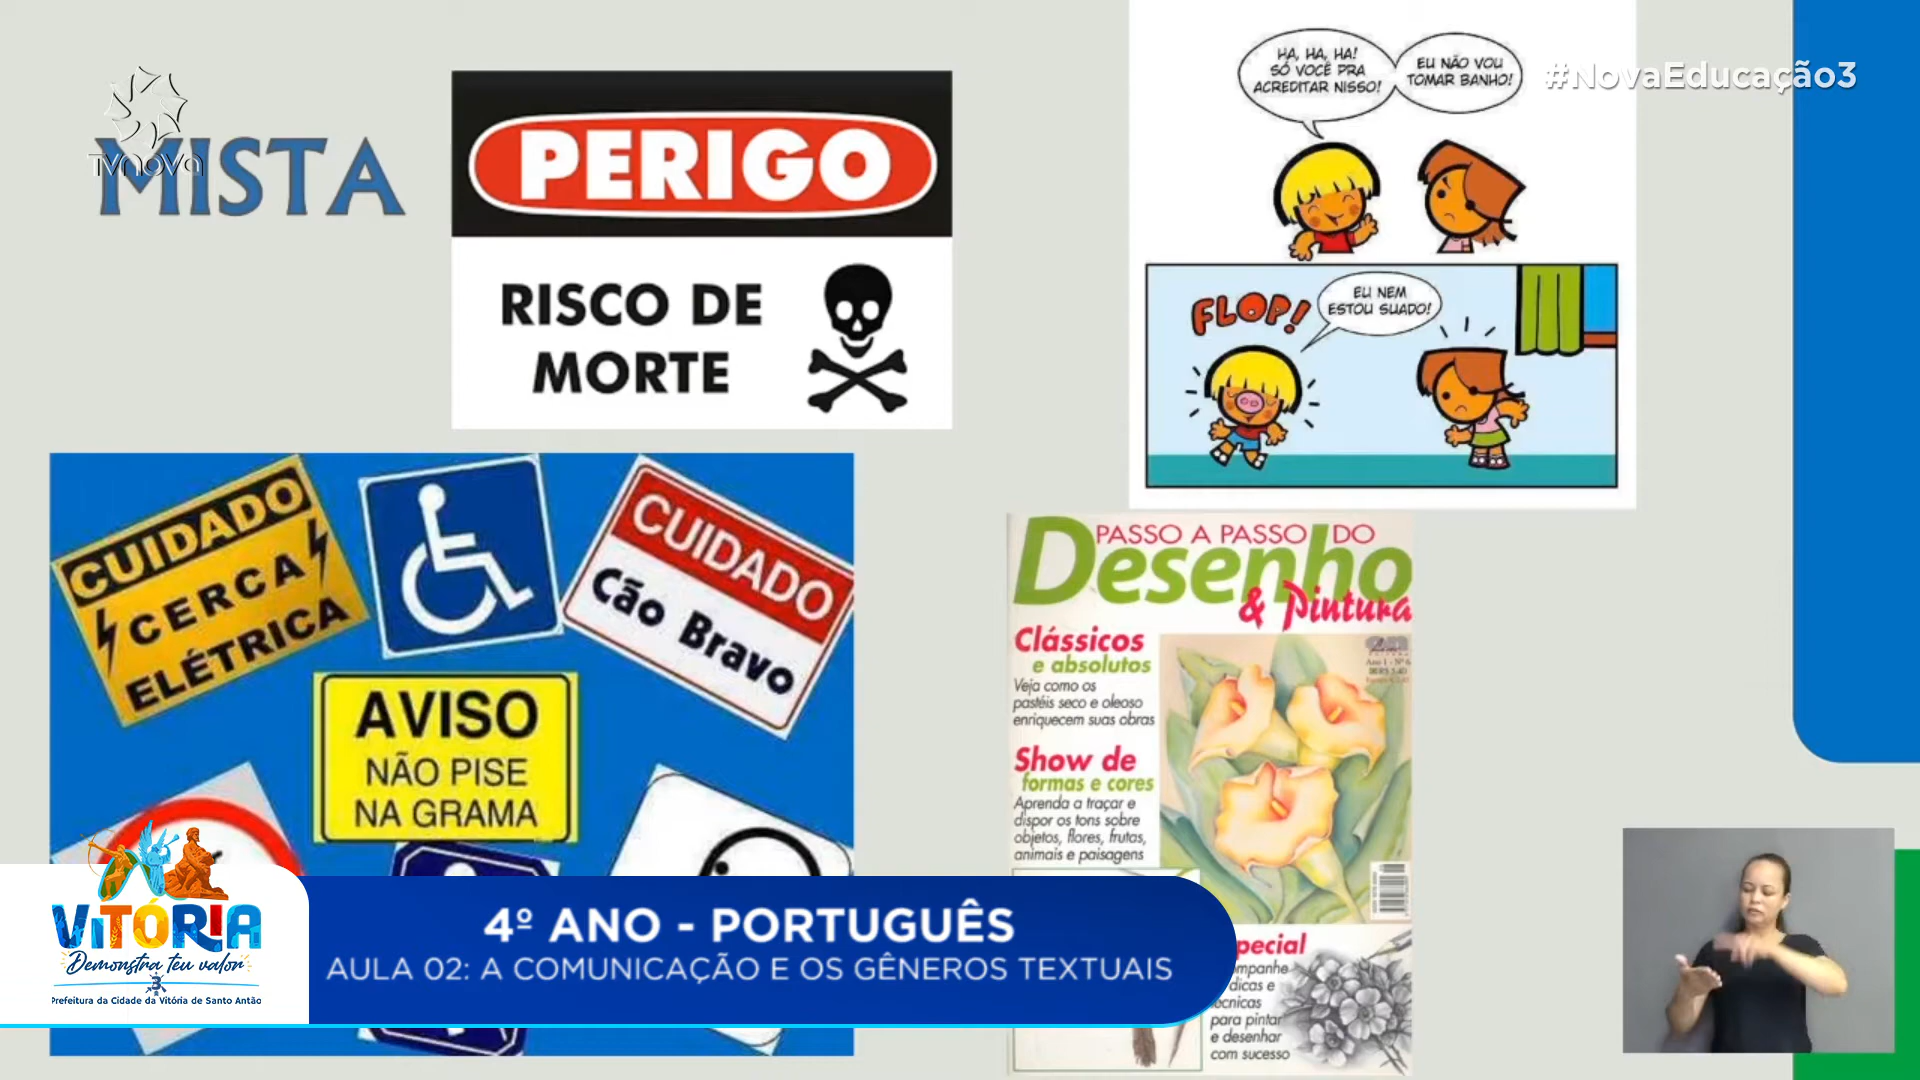 TVNOVA
MISTA
PERIGO
RISCO DE
MORTE
HA, HA, HA!
SÓ VOCÊ PRA
ACREDITAR NISSO!
EU NÃO VOU
TOMAR BANHO!
#NovaEducação3
FLOP!
EU NEM
ESTOU SUADO!
CUIDADO
CERCA
ELÉTRICA
CUIDADO
Cão Bravo
AVISO
NÃO PISE
NA GRAMA
PASSO A PASSO DO
Desenho
& Pintura
Clássicos
e absolutos
Veja como os
pastéis seco e oleoso
enriquecem suas obras
Show de
formas e cores
Aprenda a traçar e
dispor os tons sobre
objetos, flores, frutas,
animais e paisagens
Ano 1 - Nº 6
dicas e
para pintar
e desenhar
com sucesso
VITÓRIA
Demonstra teu valor
Prefeitura da Cidade da Vitória de Santo Antão
4º ANO - PORTUGUÊS
AULA 02: A COMUNICAÇÃO E OS GÊNEROS TEXTUAIS